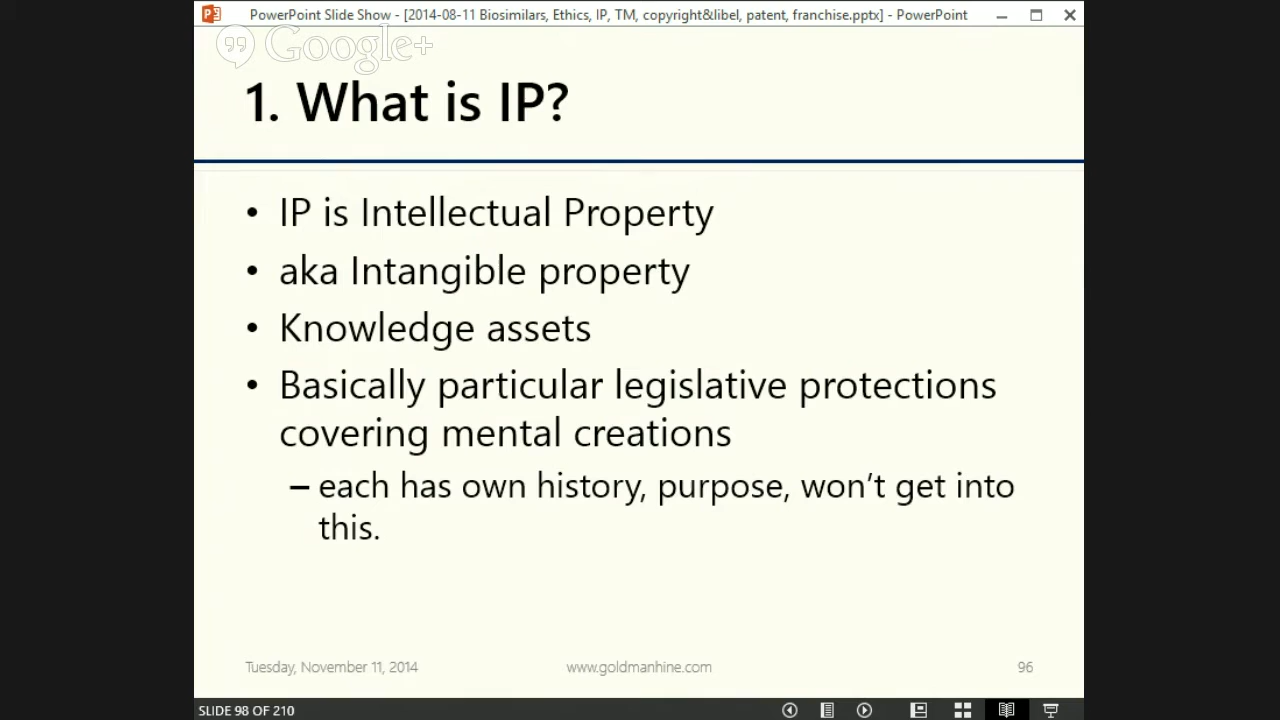 PowerPoint Slide Show - [2014-08-11 Biosimilars, Ethics, IP, TM, copyright&libel, patent, franchise.pptx] - PowerPoint
Google+
1. What is IP?
• IP is Intellectual Property
• aka Intangible property
• Knowledge assets
• Basically particular legislative protections
covering mental creations
– each has own history, purpose, won't get into
this.
Tuesday, November 11, 2014 www.goldmanhine.com 96
SLIDE 98 OF 210